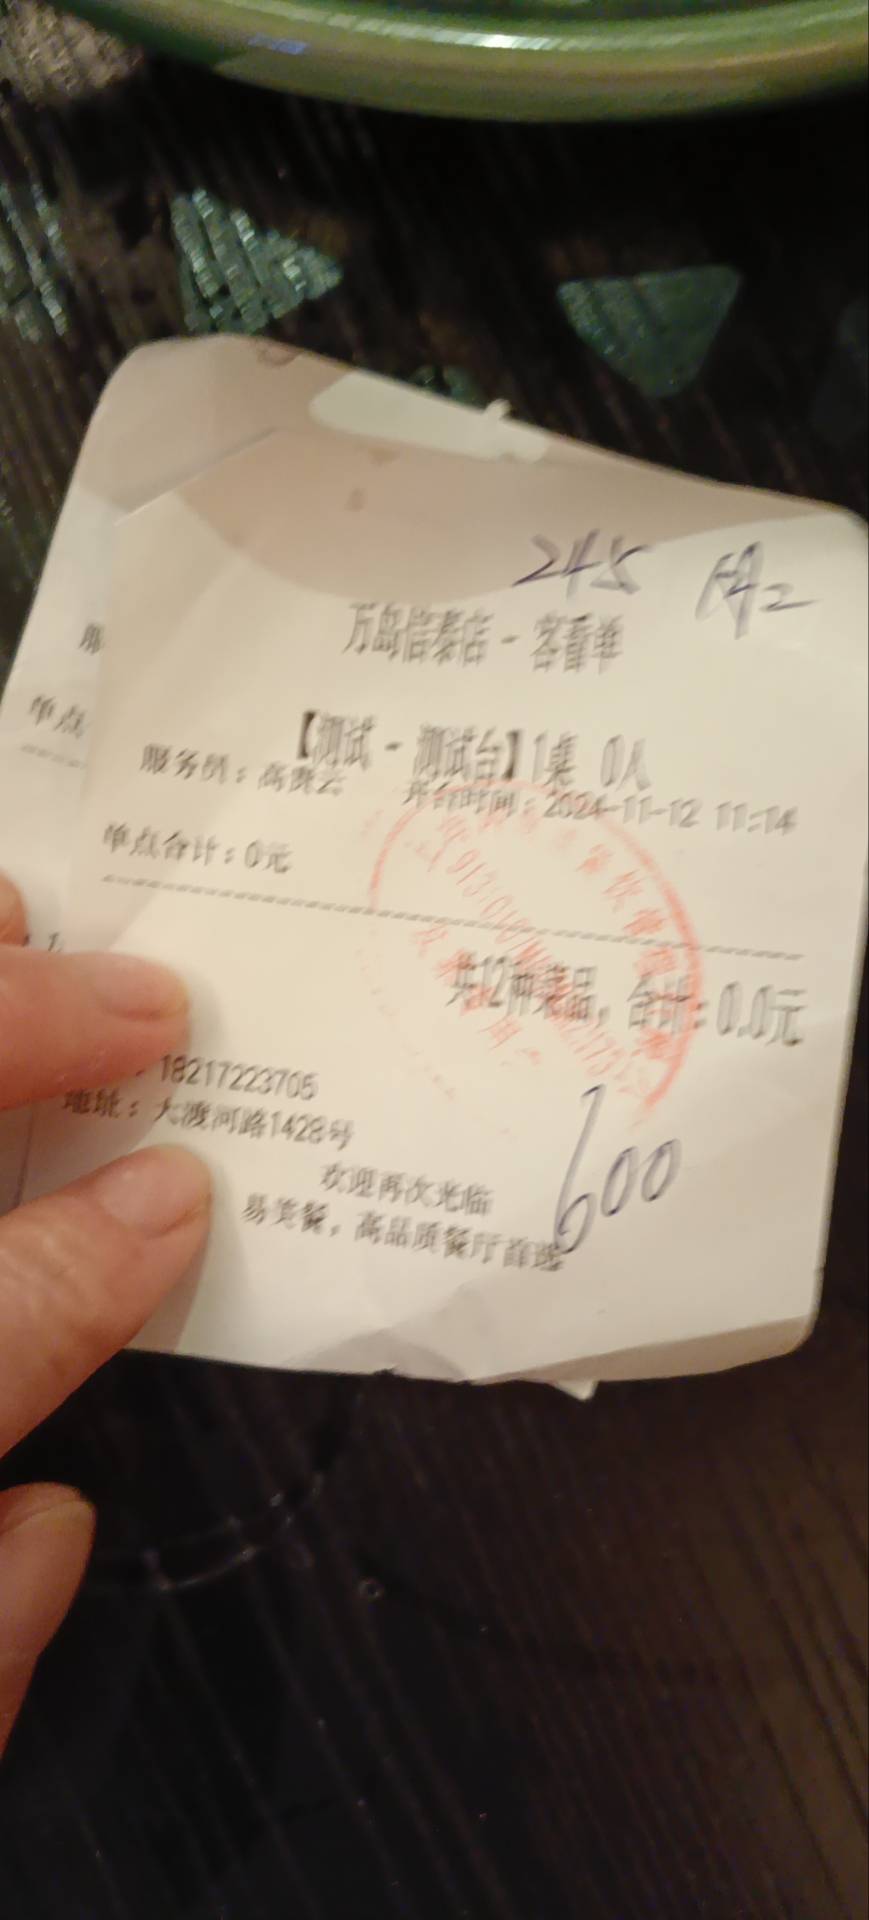 245
万岛信泰店 - 客看单
【测试 - 测试台】1桌 0人
服务员：高贵云 开台时间：2024-11-12 11:14
单点合计：0元
共12种菜品，合计：0.0元
18217223705
地址：大渡河路1428号
600
欢迎再次光临
易美餐，高品质餐厅首选
单点